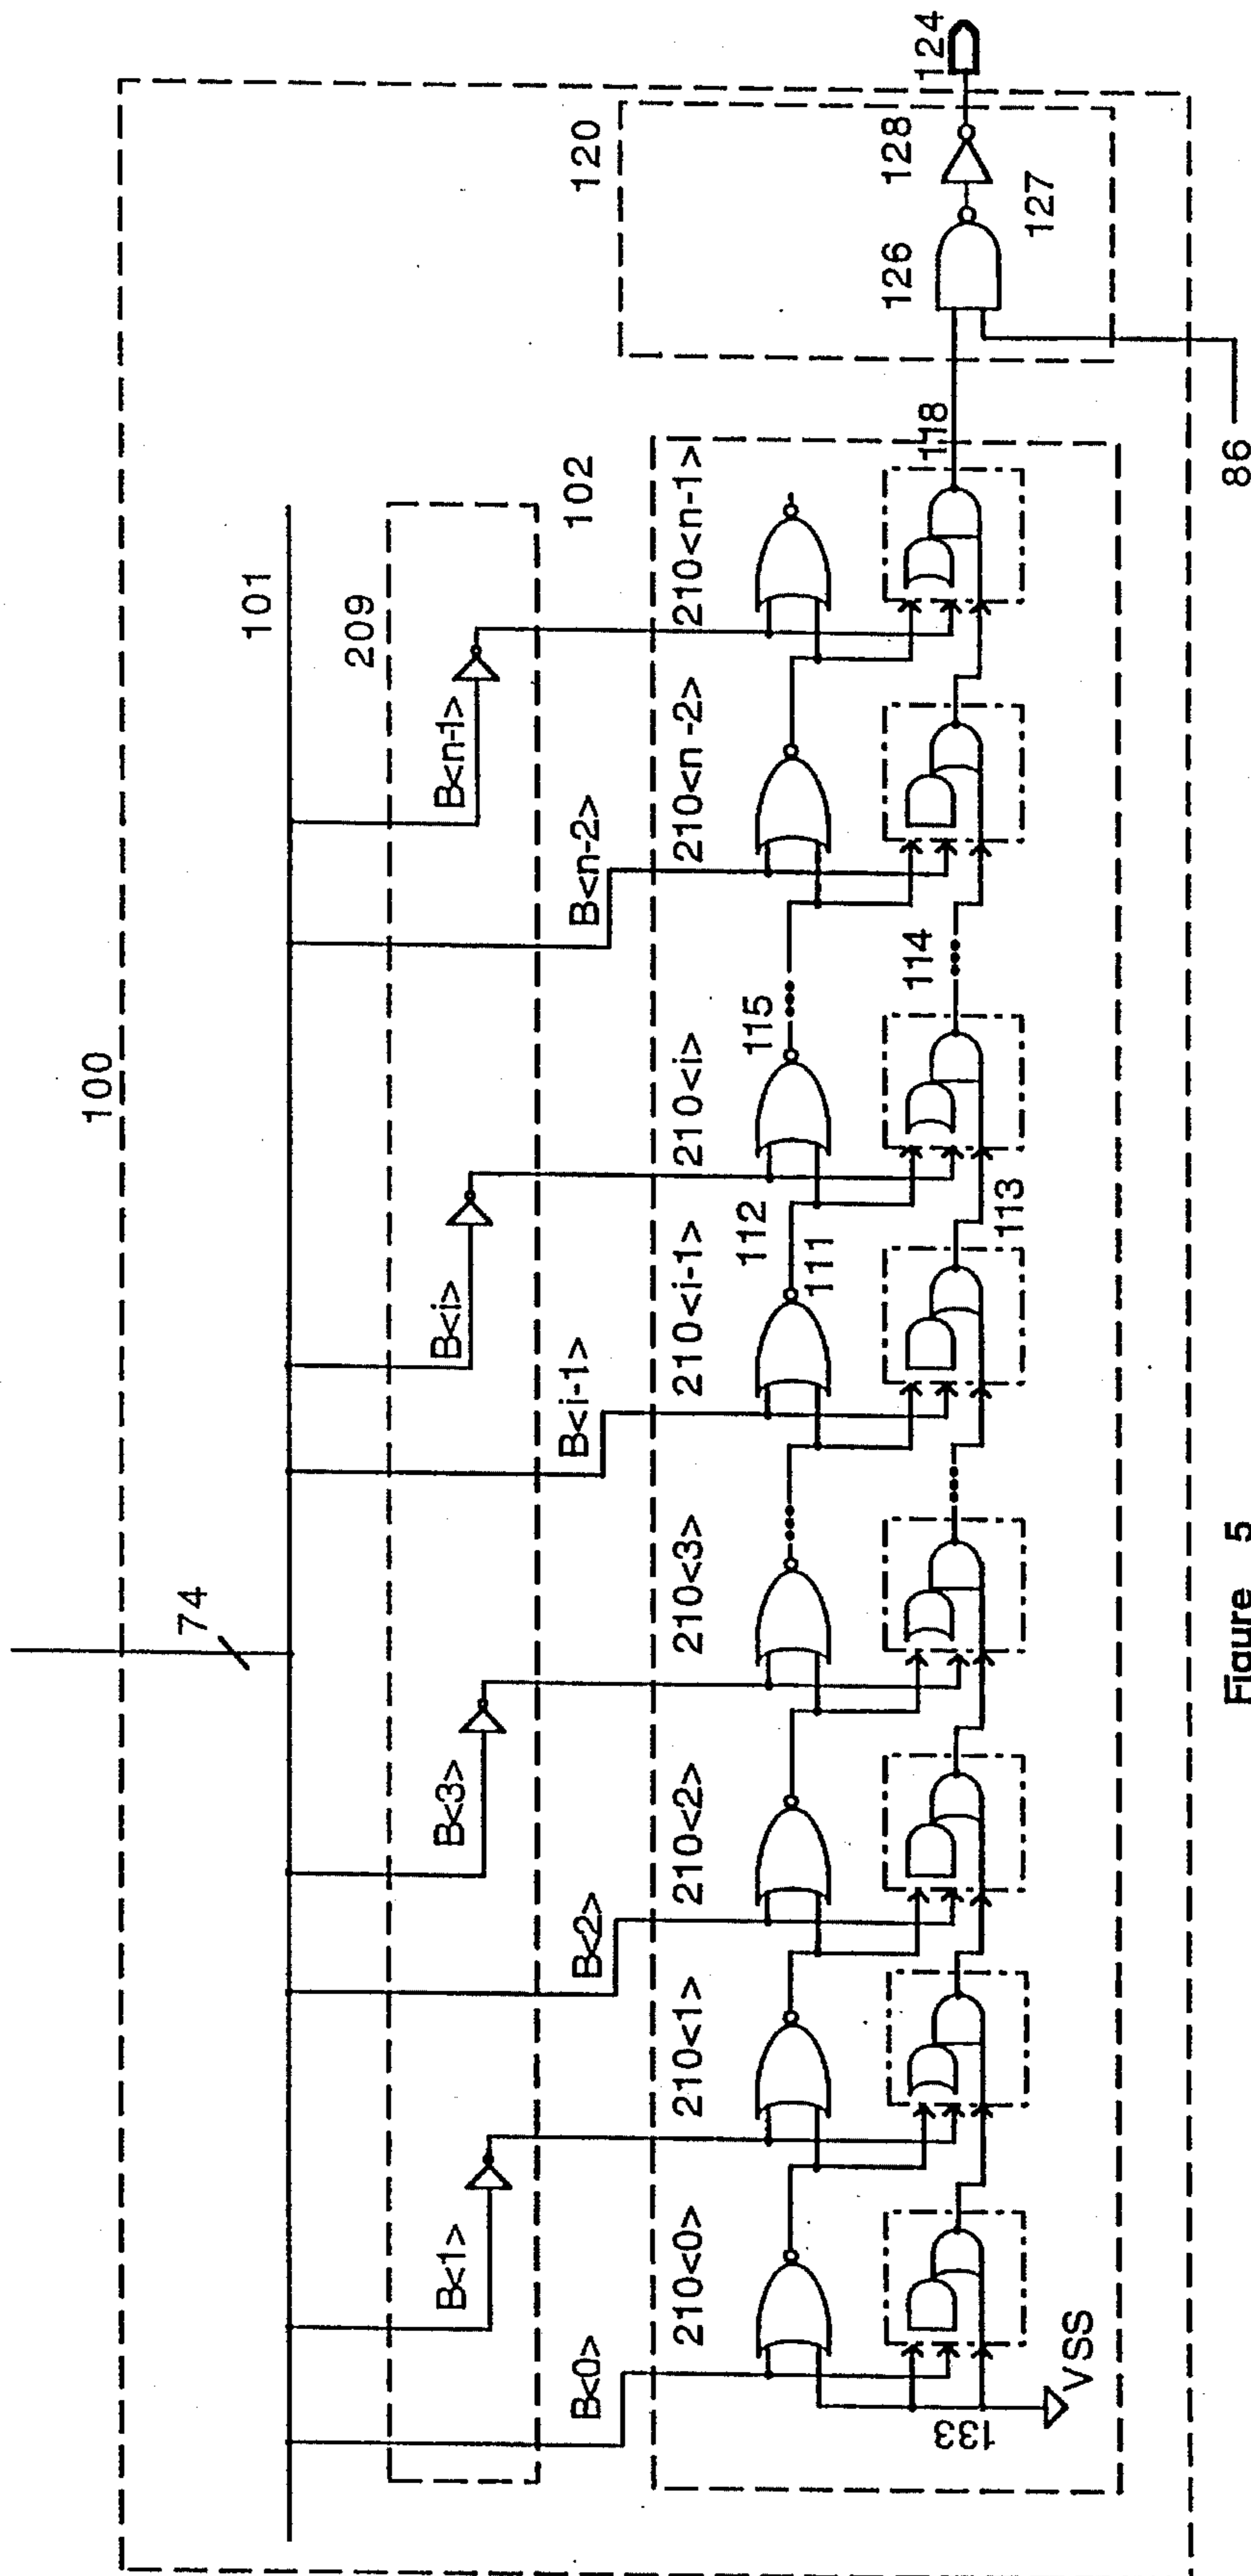 100
74
101
209
B<1>
B<3>
B<i>
B<n-1>
102
B<0>
B<2>
B<i-1>
B<n-2>
120
210<0>
210<1>
210<2>
210<3>
210<i-1>
210<i>
210<n-2>
210<n-1>
112
115
111
126
128
124
133
114
118
113
127
VSS
86
Figure 5